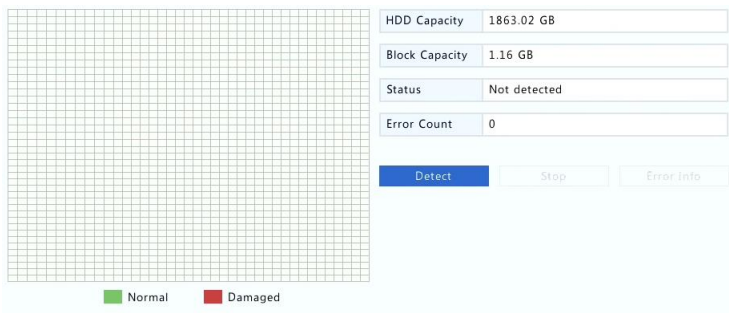 HDD Capacity 1863.02 GB
Block Capacity 1.16 GB
Status Not detected
Error Count 0
Detect Stop Error Info
Normal Damaged